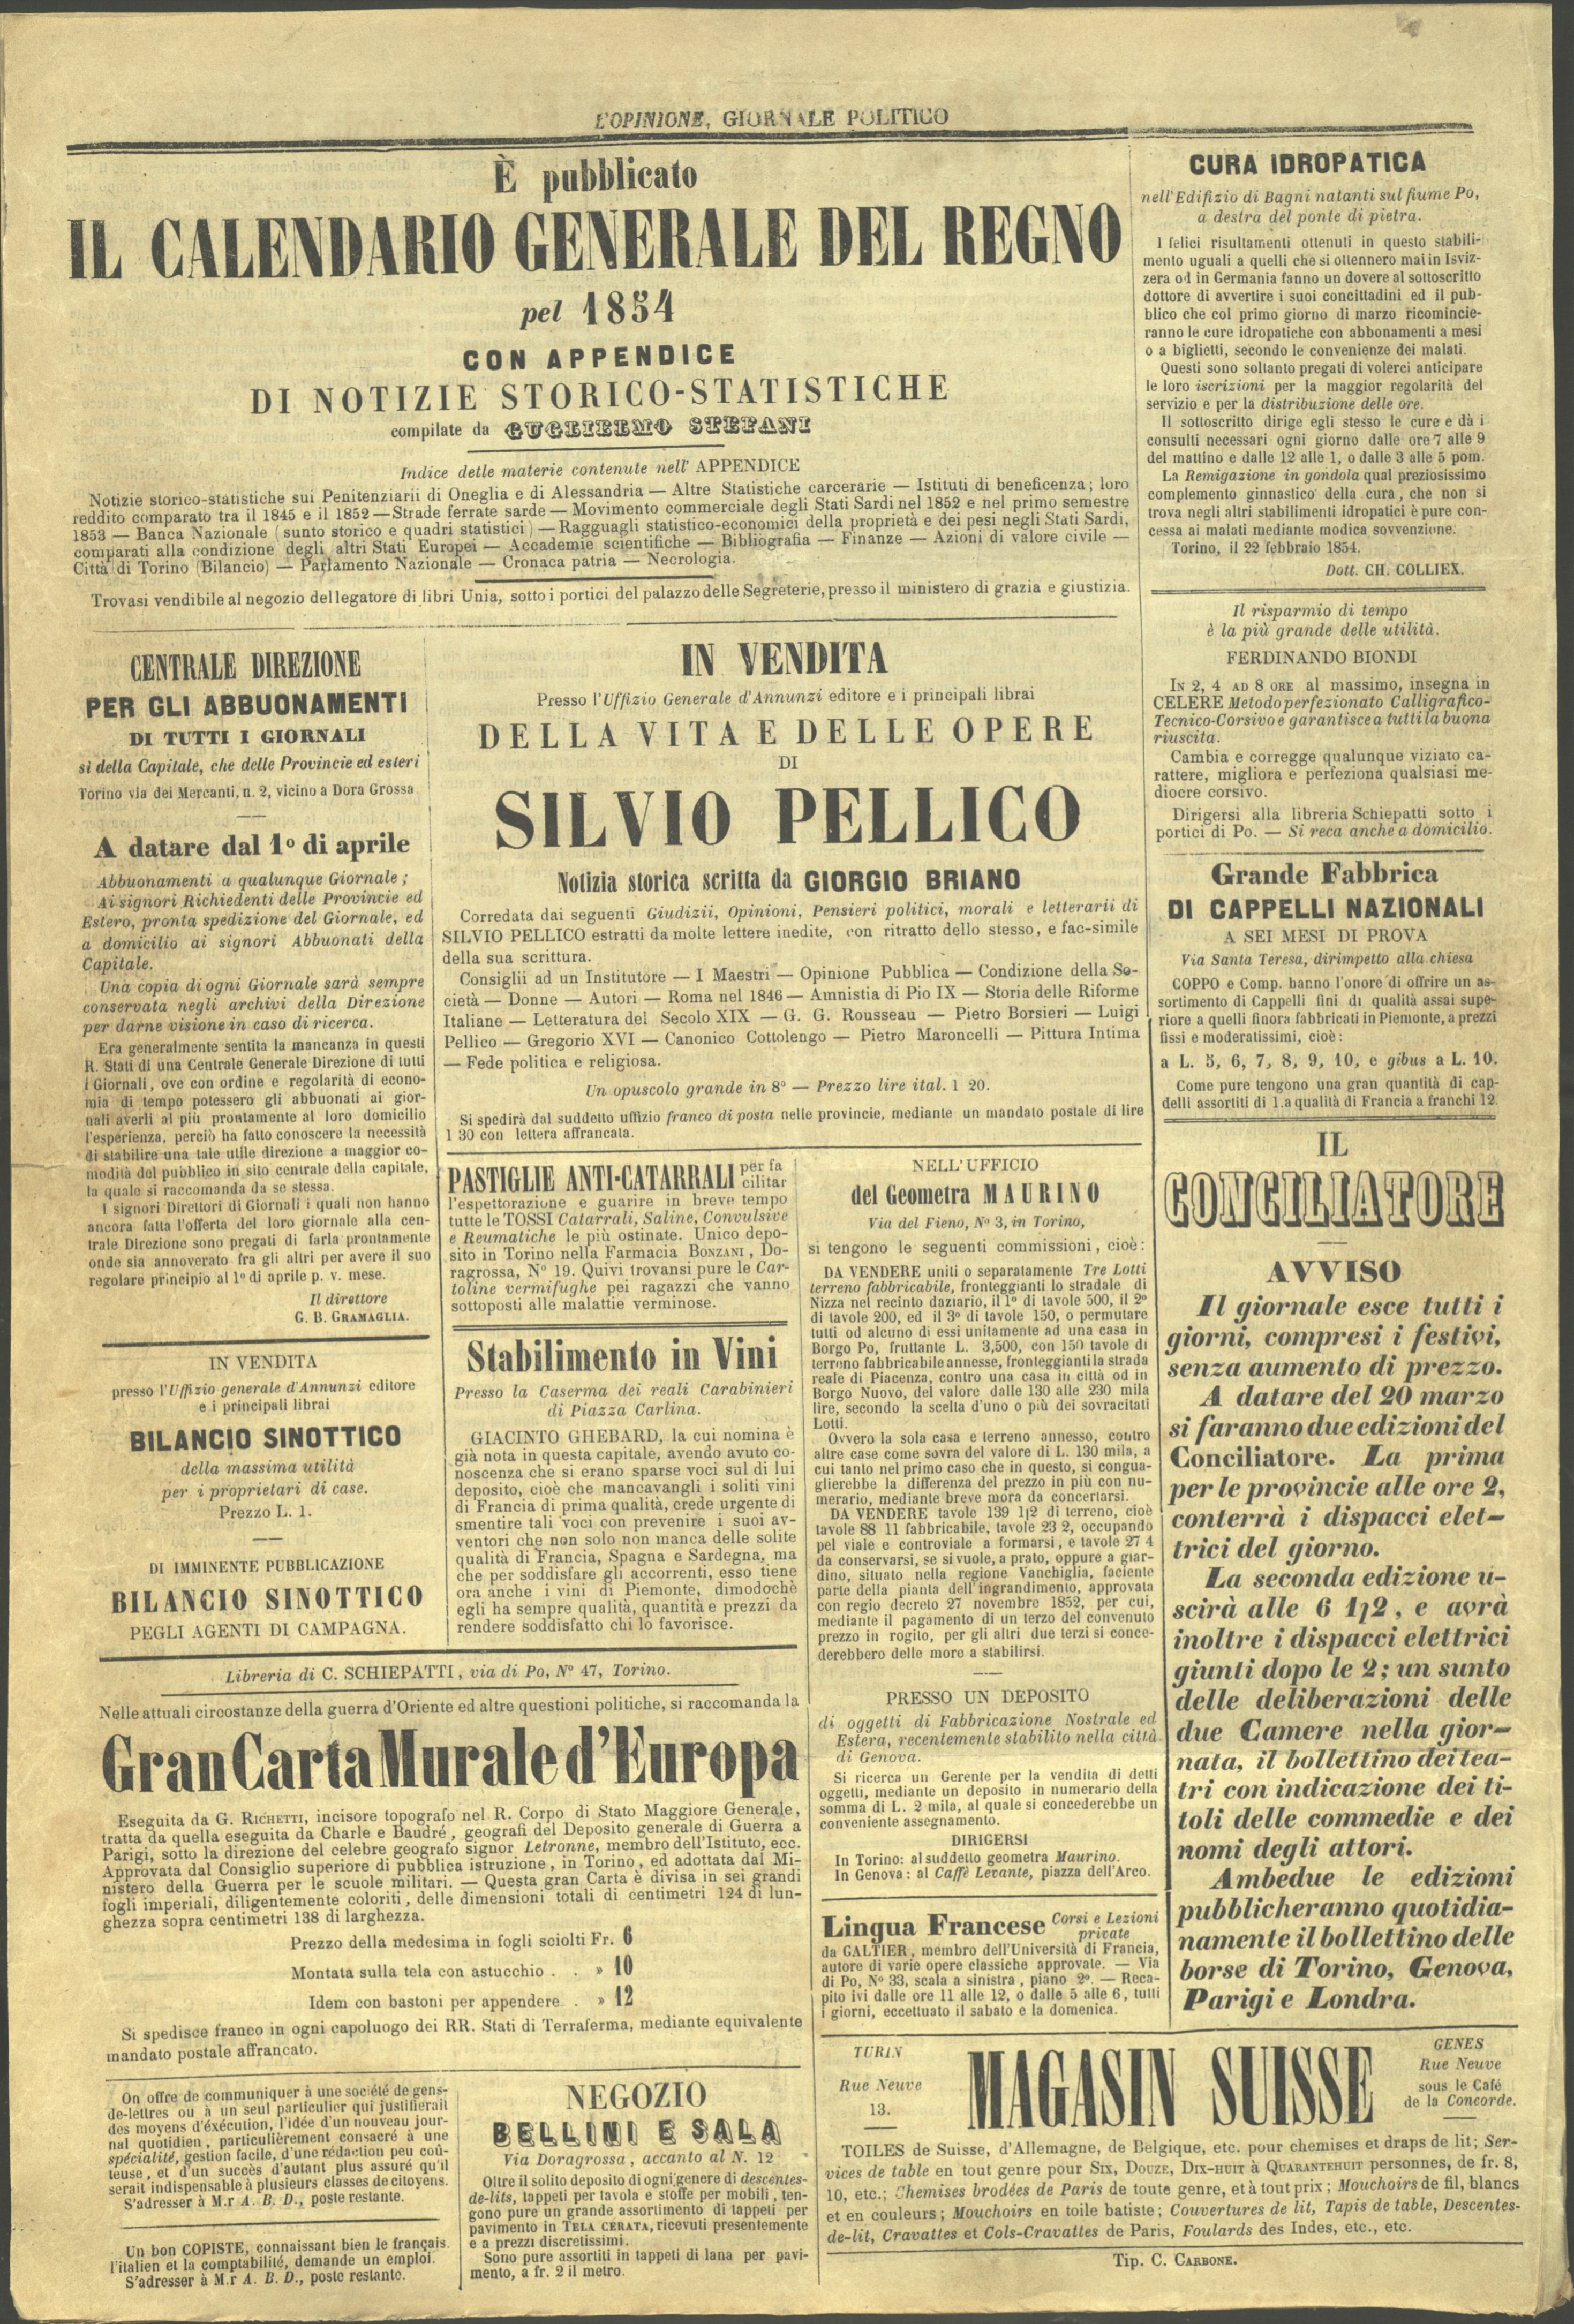 L'OPINIONE, GIORNALE POLITICO
È pubblicato
IL CALENDARIO GENERALE DEL REGNO
pel 1854
CON APPENDICE
DI NOTIZIE STORICO-STATISTICHE
compilate da GUGLIELMO STEFANI
Indice delle materie contenute nell' APPENDICE
Notizie storico-statistiche sui Penitenziarii di Oneglia e di Alessandria — Altre Statistiche carcerarie — Istituti di beneficenza; loro
reddito comparato tra il 1845 e il 1852 — Strade ferrate sarde — Movimento commerciale degli Stati Sardi nel 1852 e nel primo semestre
1853 — Banca Nazionale (sunto storico e quadri statistici) — Ragguagli statistico-economici della proprietà e dei pesi negli Stati Sardi,
comparati alla condizione degli altri Stati Europei — Accademie scientifiche — Bibliografia — Finanze — Azioni di valore civile —
Città di Torino (Bilancio) — Parlamento Nazionale — Cronaca patria — Necrologia.
Trovasi vendibile al negozio del legatore di libri Unia, sotto i portici del palazzo delle Segreterie, presso il ministero di grazia e giustizia.
CENTRALE DIREZIONE
PER GLI ABBUONAMENTI
DI TUTTI I GIORNALI
si della Capitale, che delle Provincie ed esteri
Torino via dei Mercanti, n. 2, vicino a Dora Grossa
A datare dal 1º di aprile
Abbuonamenti a qualunque Giornale;
Ai signori Richiedenti delle Provincie ed
Estero, pronta spedizione del Giornale, ed
a domicilio ai signori Abbuonati della
Capitale.
Una copia di ogni Giornale sarà sempre
conservata negli archivi della Direzione
per darne visione in caso di ricerca.
Era generalmente sentita la mancanza in questi
R. Stati di una Centrale Generale Direzione di tutti
i Giornali, ove con ordine e regolarità di econo-
mia di tempo potessero gli abbuonati ai gior-
nali averli al più prontamente al loro domicilio
l'esperienza, perciò ha fatto conoscere la necessità
di stabilire una tale utile direzione a maggior co-
modità del pubblico in sito centrale della capitale,
la quale si raccomanda da se stessa.
I signori Direttori di Giornali i quali non hanno
ancora fatta l'offerta del loro giornale alla cen-
trale Direzione sono pregati di farla prontamente
onde sia annoverato fra gli altri per avere il suo
regolare principio al 1º di aprile p. v. mese.
Il direttore
G. B. GRAMAGLIA.
IN VENDITA
presso l'Uffizio generale d'Annunzi editore
e i principali librai
BILANCIO SINOTTICO
della massima utilità
per i proprietari di case.
Prezzo L. 1.
DI IMMINENTE PUBBLICAZIONE
BILANCIO SINOTTICO
PEGLI AGENTI DI CAMPAGNA.
IN VENDITA
Presso l'Uffizio Generale d'Annunzi editore e i principali librai
DELLA VITA E DELLE OPERE
DI
SILVIO PELLICO
Notizia storica scritta da GIORGIO BRIANO
Corredata dai seguenti Giudizii, Opinioni, Pensieri politici, morali e letterarii di
SILVIO PELLICO estratti da molte lettere inedite, con ritratto dello stesso, e fac-simile
della sua scrittura.
Consiglii ad un Institutore — I Maestri — Opinione Pubblica — Condizione della So-
cietà — Donne — Autori — Roma nel 1846 — Amnistia di Pio IX — Storia delle Riforme
Italiane — Letteratura del Secolo XIX — G. G. Rousseau — Pietro Borsieri — Luigi
Pellico — Gregorio XVI — Canonico Cottolengo — Pietro Maroncelli — Pittura Intima
— Fede politica e religiosa.
Un opuscolo grande in 8º — Prezzo lire ital. 1 20.
Si spedirà dal suddetto uffizio franco di posta nelle provincie, mediante un mandato postale di lire
1 30 con lettera affrancata.
PASTIGLIE ANTI-CATARRALI per fa
cilitar
l'espettorazione e guarire in breve tempo
tutte le TOSSI Catarrali, Saline, Convulsive
e Reumatiche le più ostinate. Unico depo-
sito in Torino nella Farmacia BONZANI, Do-
ragrossa, Nº 19. Quivi trovansi pure le Car-
toline vermifughe pei ragazzi che vanno
sottoposti alle malattie verminose.
Stabilimento in Vini
Presso la Caserma dei reali Carabinieri
di Piazza Carlina.
GIACINTO GHEBARD, la cui nomina è
già nota in questa capitale, avendo avuto co-
noscenza che si erano sparse voci sul di lui
deposito, cioè che mancavangli i soliti vini
di Francia di prima qualità, crede urgente di
smentire tali voci con prevenire i suoi av-
ventori che non solo non manca delle solite
qualità di Francia, Spagna e Sardegna, ma
che per soddisfare gli accorrenti, esso tiene
ora anche i vini di Piemonte, dimodochè
egli ha sempre qualità, quantità e prezzi da
rendere soddisfatto chi lo favorisce.
NELL'UFFICIO
del Geometra MAURINO
Via del Fieno, Nº 3, in Torino,
si tengono le seguenti commissioni, cioè:
DA VENDERE uniti o separatamente Tre Lotti
terreno fabbricabile, fronteggianti lo stradale di
Nizza nel recinto daziario, il 1º di tavole 500, il 2º
di tavole 200, ed il 3º di tavole 150, o permutare
tutti od alcuno di essi unitamente ad una casa in
Borgo Po, fruttante L. 3,500, con 150 tavole di
terreno fabbricabile annesse, fronteggianti la strada
reale di Piacenza, contro una casa in città od in
Borgo Nuovo, del valore dalle 130 alle 230 mila
lire, secondo la scelta d'uno o più dei sovracitati
Lotti.
Ovvero la sola casa e terreno annesso, contro
altre case come sovra del valore di L. 130 mila, a
cui tanto nel primo caso che in questo, si congua-
glierebbe la differenza del prezzo in più con nu-
merario, mediante breve mora da concertarsi.
DA VENDERE tavole 139 1|2 di terreno, cioè
tavole 88 11 fabbricabile, tavole 23 2, occupando
pel viale e controviale a formarsi, e tavole 27 4
da conservarsi, se si vuole, a prato, oppure a giar-
dino, situato nella regione Vanchiglia, faciente
parte della pianta dell'ingrandimento, approvata
con regio decreto 27 novembre 1852, per cui,
mediante il pagamento di un terzo del convenuto
prezzo in rogito, per gli altri due terzi si conce-
derebbero delle more a stabilirsi.
PRESSO UN DEPOSITO
di oggetti di Fabbricazione Nostrale ed
Estera, recentemente stabilito nella città
di Genova.
Si ricerca un Gerente per la vendita di detti
oggetti, mediante un deposito in numerario della
somma di L. 2 mila, al quale si concederebbe un
conveniente assegnamento.
DIRIGERSI
In Torino: al suddetto geometra Maurino.
In Genova: al Caffè Levante, piazza dell'Arco.
Lingua Francese Corsi e Lezioni
private
da GALTIER, membro dell'Università di Francia,
autore di varie opere classiche approvate. — Via
di Po, Nº 33, scala a sinistra, piano 2º. — Reca-
pito ivi dalle ore 11 alle 12, o dalle 5 alle 6, tutti
i giorni, eccettuato il sabato e la domenica.
Libreria di C. SCHIEPATTI, via di Po, Nº 47, Torino.
Nelle attuali circostanze della guerra d'Oriente ed altre questioni politiche, si raccomanda la
Gran Carta Murale d'Europa
Eseguita da G. RICHETTI, incisore topografo nel R. Corpo di Stato Maggiore Generale,
tratta da quella eseguita da Charle e Baudré, geografi del Deposito generale di Guerra a
Parigi, sotto la direzione del celebre geografo signor Letronne, membro dell'Istituto, ecc.
Approvata dal Consiglio superiore di pubblica istruzione, in Torino, ed adottata dal Mi-
nistero della Guerra per le scuole militari. — Questa gran Carta è divisa in sei grandi
fogli imperiali, diligentemente coloriti, delle dimensioni totali di centimetri 124 di lun-
ghezza sopra centimetri 138 di larghezza.
Prezzo della medesima in fogli sciolti Fr. 6
Montata sulla tela con astucchio . . » 10
Idem con bastoni per appendere . » 12
Si spedisce franco in ogni capoluogo dei RR. Stati di Terraferma, mediante equivalente
mandato postale affrancato.
On offre de communiquer à une société de gens-
de-lettres ou à un seul particulier qui justifierait
des moyens d'éxécution, l'idée d'un nouveau jour-
nal quotidien, particulièrement consacré à une
spécialité, gestion facile, d'une rédaction peu coû-
teuse, et d'un succès d'autant plus assuré qu'il
serait indispensable à plusieurs classes de citoyens.
S'adresser à M.r A. B. D., poste restante.
Un bon COPISTE, connaissant bien le français.
l'italien et la comptabilité, demande un emploi.
S'adresser à M.r A. B. D., poste restante.
NEGOZIO
BELLINI E SALA
Via Doragrossa, accanto al N. 12
Oltre il solito deposito di ogni genere di descentes-
de-lits, tappeti per tavola e stoffe per mobili, ten-
gono pure un grande assortimento di tappeti per
pavimento in TELA CERATA, ricevuti presentemente
e a prezzi discretissimi.
Sono pure assortiti in tappeti di lana per pavi-
mento, a fr. 2 il metro.
CURA IDROPATICA
nell'Edifizio di Bagni natanti sul fiume Po,
a destra del ponte di pietra.
I felici risultamenti ottenuti in questo stabili-
mento uguali a quelli che si ottennero mai in Isviz-
zera od in Germania fanno un dovere al sottoscritto
dottore di avvertire i suoi concittadini ed il pub-
blico che col primo giorno di marzo ricomincie-
ranno le cure idropatiche con abbonamenti a mesi
o a biglietti, secondo le convenienze dei malati.
Questi sono soltanto pregati di volerci anticipare
le loro iscrizioni per la maggior regolarità del
servizio e per la distribuzione delle ore.
Il sottoscritto dirige egli stesso le cure e dà i
consulti necessari ogni giorno dalle ore 7 alle 9
del mattino e dalle 12 alle 1, o dalle 3 alle 5 pom.
La Remigazione in gondola qual preziosissimo
complemento ginnastico della cura, che non si
trova negli altri stabilimenti idropatici è pure con-
cessa ai malati mediante modica sovvenzione.
Torino, il 22 febbraio 1854.
Dott. CH. COLLIEX.
Il risparmio di tempo
è la più grande delle utilità.
FERDINANDO BIONDI
IN 2, 4 AD 8 ORE al massimo, insegna in
CELERE Metodo perfezionato Calligrafico-
Tecnico-Corsivo e garantisce a tutti la buona
riuscita.
Cambia e corregge qualunque viziato ca-
rattere, migliora e perfeziona qualsiasi me-
diocre corsivo.
Dirigersi alla libreria Schiepatti sotto i
portici di Po. — Si reca anche a domicilio.
Grande Fabbrica
DI CAPPELLI NAZIONALI
A SEI MESI DI PROVA
Via Santa Teresa, dirimpetto alla chiesa
COPPO e Comp. hanno l'onore di offrire un as-
sortimento di Cappelli fini di qualità assai supe-
riore a quelli finora fabbricati in Piemonte, a prezzi
fissi e moderatissimi, cioè:
a L. 5, 6, 7, 8, 9, 10, e gibus a L. 10.
Come pure tengono una gran quantità di cap-
delli assortiti di 1.a qualità di Francia a franchi 12.
IL
CONCILIATORE
AVVISO
Il giornale esce tutti i
giorni, compresi i festivi,
senza aumento di prezzo.
A datare del 20 marzo
si faranno due edizioni del
Conciliatore. La prima
per le provincie alle ore 2,
conterrà i dispacci elet-
trici del giorno.
La seconda edizione u-
scirà alle 6 1|2, e avrà
inoltre i dispacci elettrici
giunti dopo le 2; un sunto
delle deliberazioni delle
due Camere nella gior-
nata, il bollettino dei tea-
tri con indicazione dei ti-
toli delle commedie e dei
nomi degli attori.
Ambedue le edizioni
pubblicheranno quotidia-
namente il bollettino delle
borse di Torino, Genova,
Parigi e Londra.
TURIN
Rue Neuve
13.
MAGASIN SUISSE
GENES
Rue Neuve
sous le Café
de la Concorde.
TOILES de Suisse, d'Allemagne, de Belgique, etc. pour chemises et draps de lit; Ser-
vices de table en tout genre pour SIX, DOUZE, DIX-HUIT à QUARANTEHUIT personnes, de fr. 8,
10, etc.; Chemises brodées de Paris de toute genre, et à tout prix; Mouchoirs de fil, blancs
et en couleurs; Mouchoirs en toile batiste; Couvertures de lit, Tapis de table, Descentes-
de-lit, Cravattes et Cols-Cravattes de Paris, Foulards des Indes, etc., etc.
Tip. C. CARBONE.